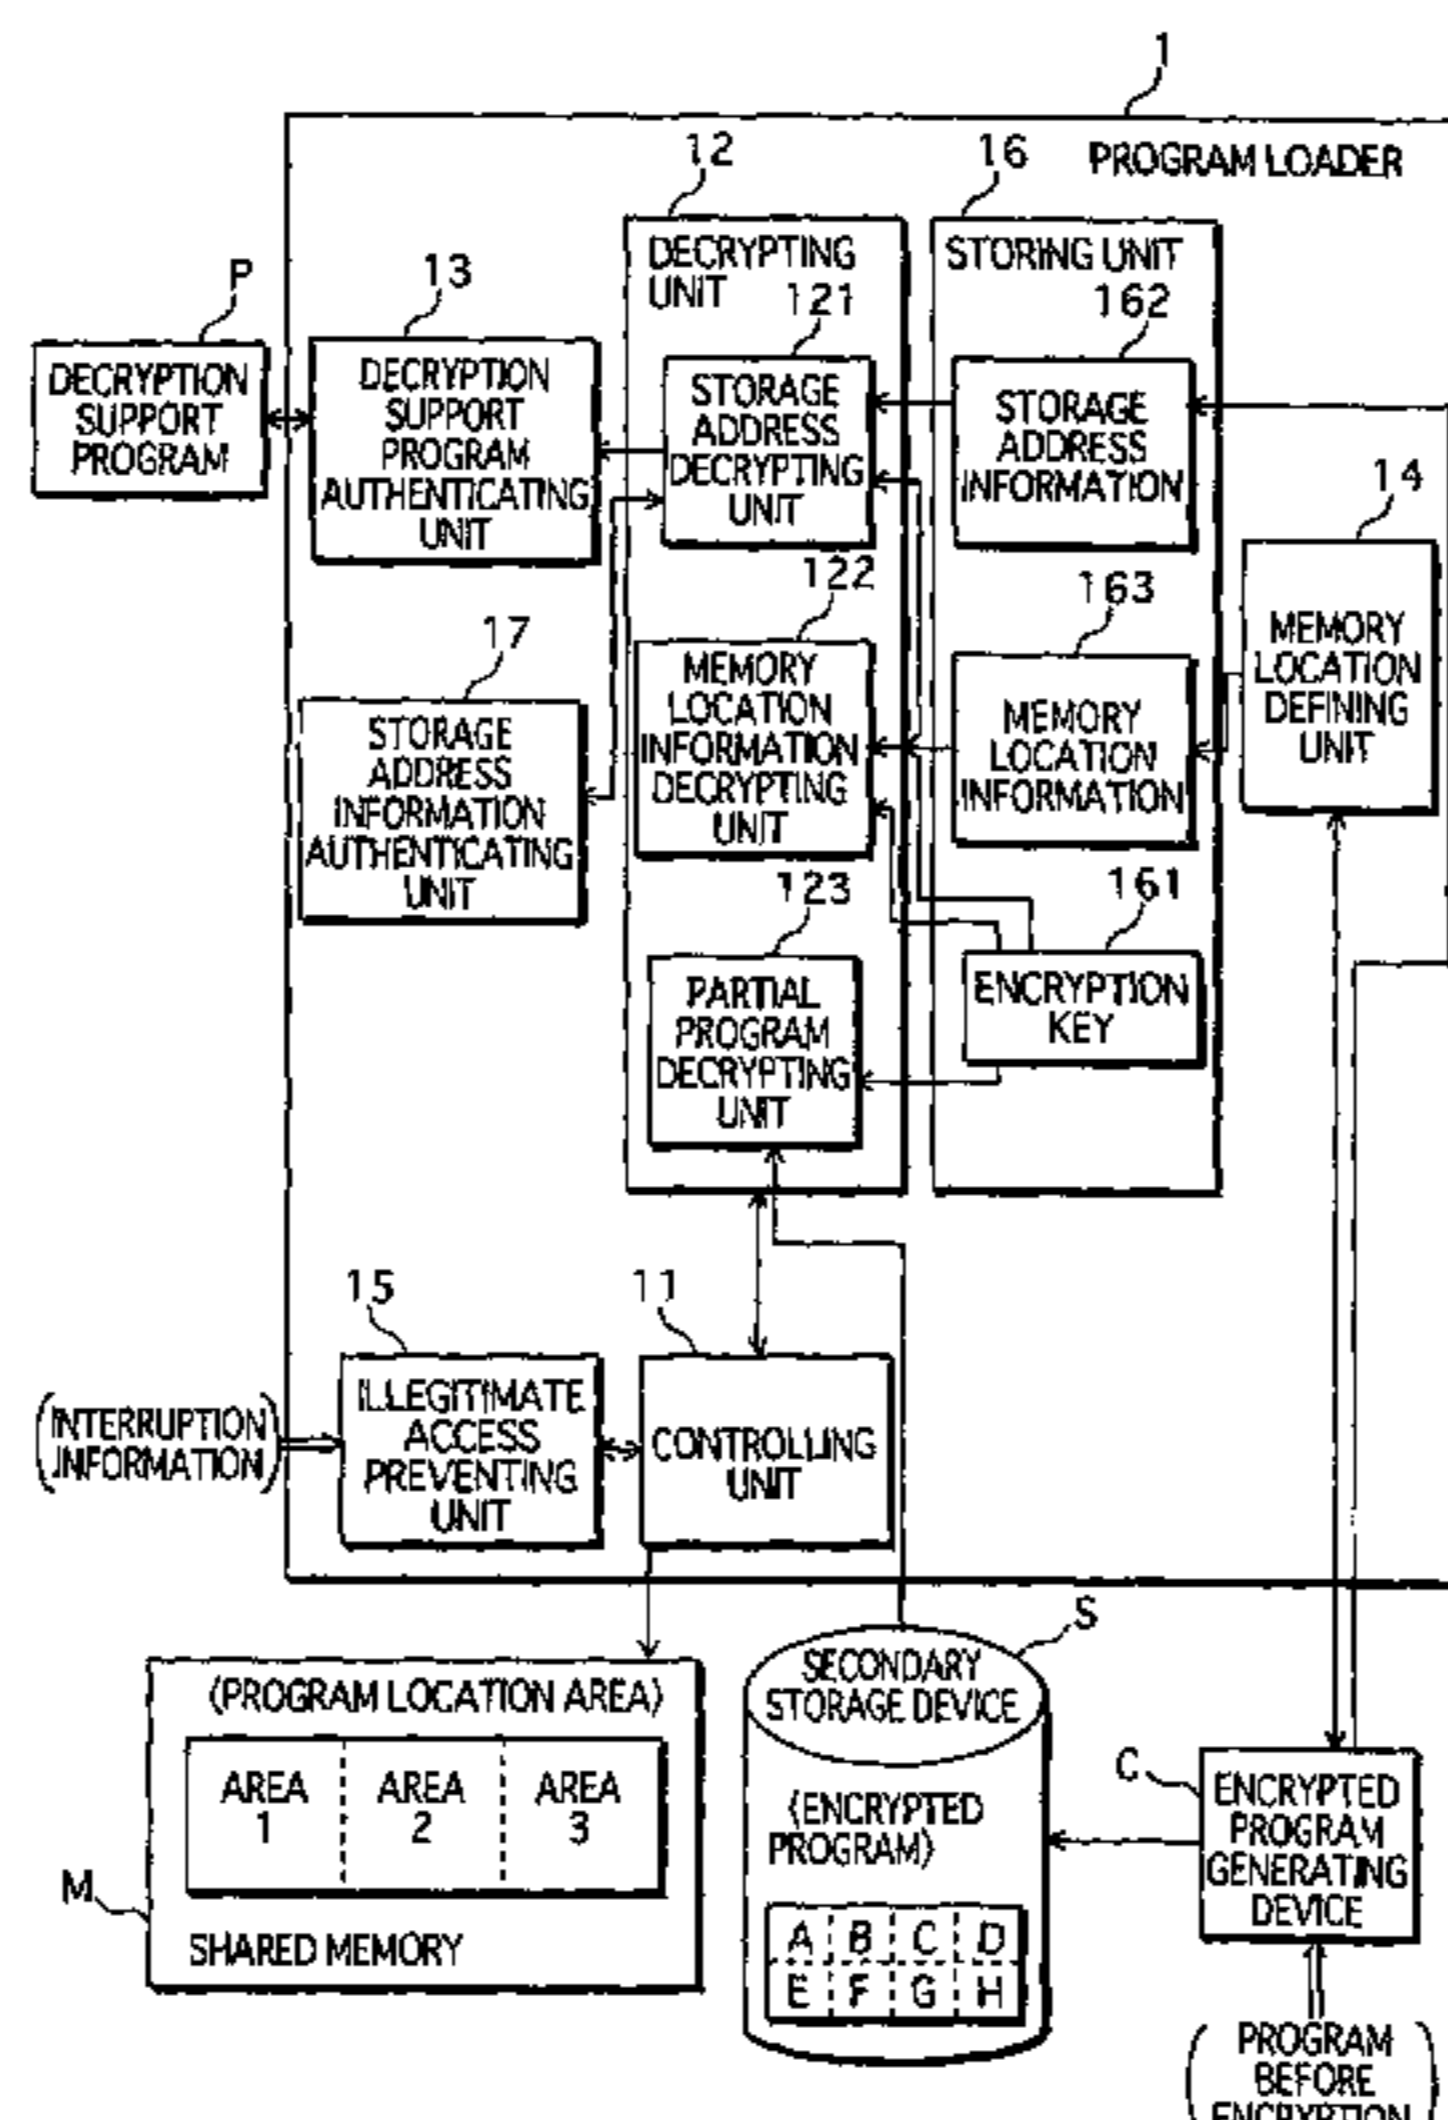 1
PROGRAM LOADER
12
16
DECRYPTING
UNIT
STORING UNIT
P
13
121
162
DECRYPTION
SUPPORT
PROGRAM
DECRYPTION
SUPPORT
PROGRAM
AUTHENTICATING
UNIT
STORAGE
ADDRESS
DECRYPTING
UNIT
STORAGE
ADDRESS
INFORMATION
14
122
163
17
MEMORY
LOCATION
DEFINING
UNIT
STORAGE
ADDRESS
INFORMATION
AUTHENTICATING
UNIT
MEMORY
LOCATION
INFORMATION
DECRYPTING
UNIT
MEMORY
LOCATION
INFORMATION
123
161
PARTIAL
PROGRAM
DECRYPTING
UNIT
ENCRYPTION
KEY
15
11
(INTERRUPTION
INFORMATION)
ILLEGITIMATE
ACCESS
PREVENTING
UNIT
CONTROLLING
UNIT
S
SECONDARY
STORAGE DEVICE
(PROGRAM LOCATION AREA)
AREA
1
AREA
2
AREA
3
M
SHARED MEMORY
(ENCRYPTED
PROGRAM)
A B C D
E F G H
C
ENCRYPTED
PROGRAM
GENERATING
DEVICE
(PROGRAM
BEFORE
ENCRYPTION